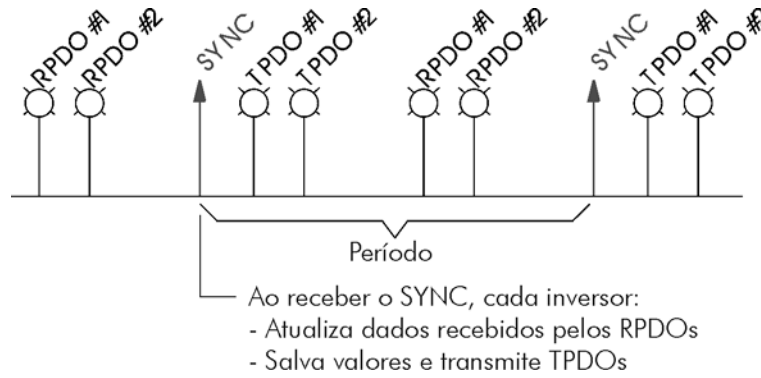 RPDO #1
RPDO #2
SYNC
TPDO #1
TPDO #2
RPDO #1
RPDO #2
SYNC
TPDO #1
TPDO #2
Período
Ao receber o SYNC, cada inversor:
- Atualiza dados recebidos pelos RPDOs
- Salva valores e transmite TPDOs